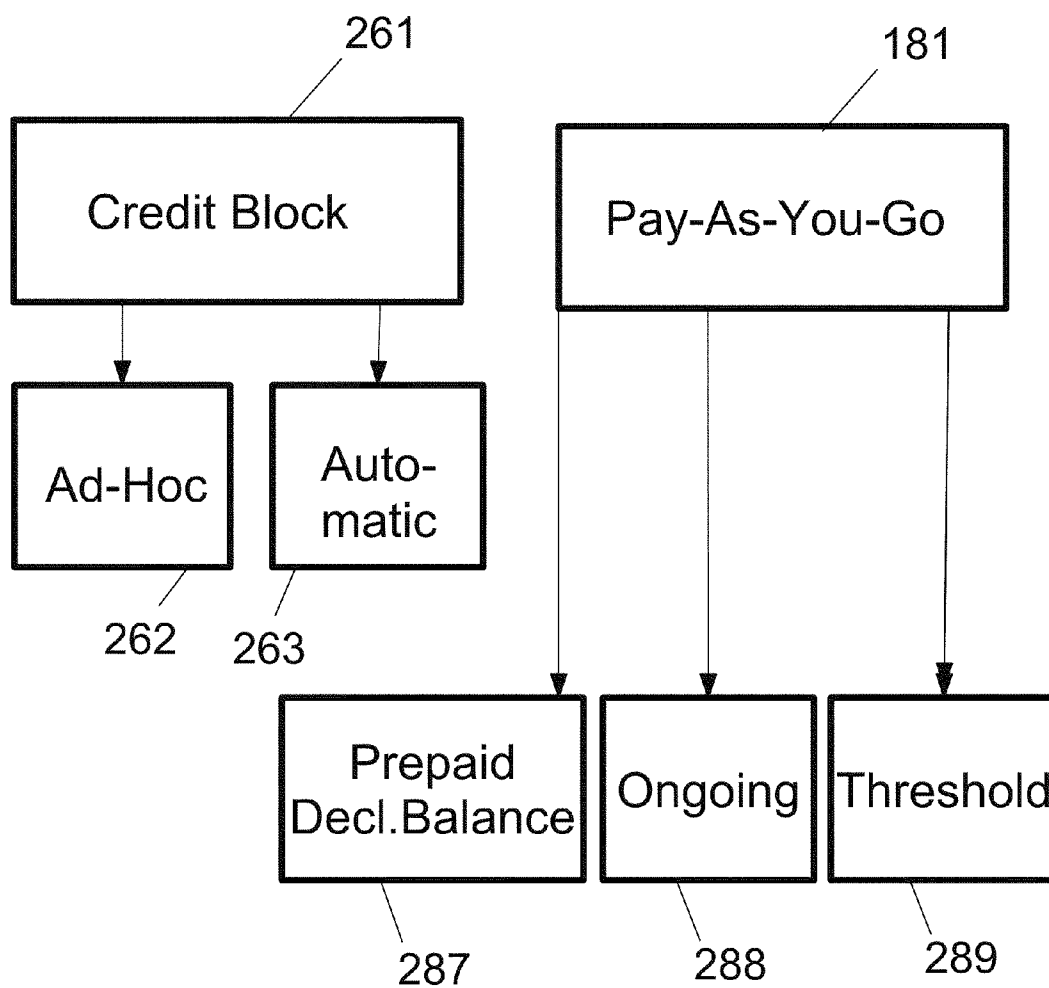 261
181
Credit Block
Pay-As-You-Go
Ad-Hoc
Auto-
matic
262
263
Prepaid
Decl.Balance
Ongoing
Threshold
287
288
289